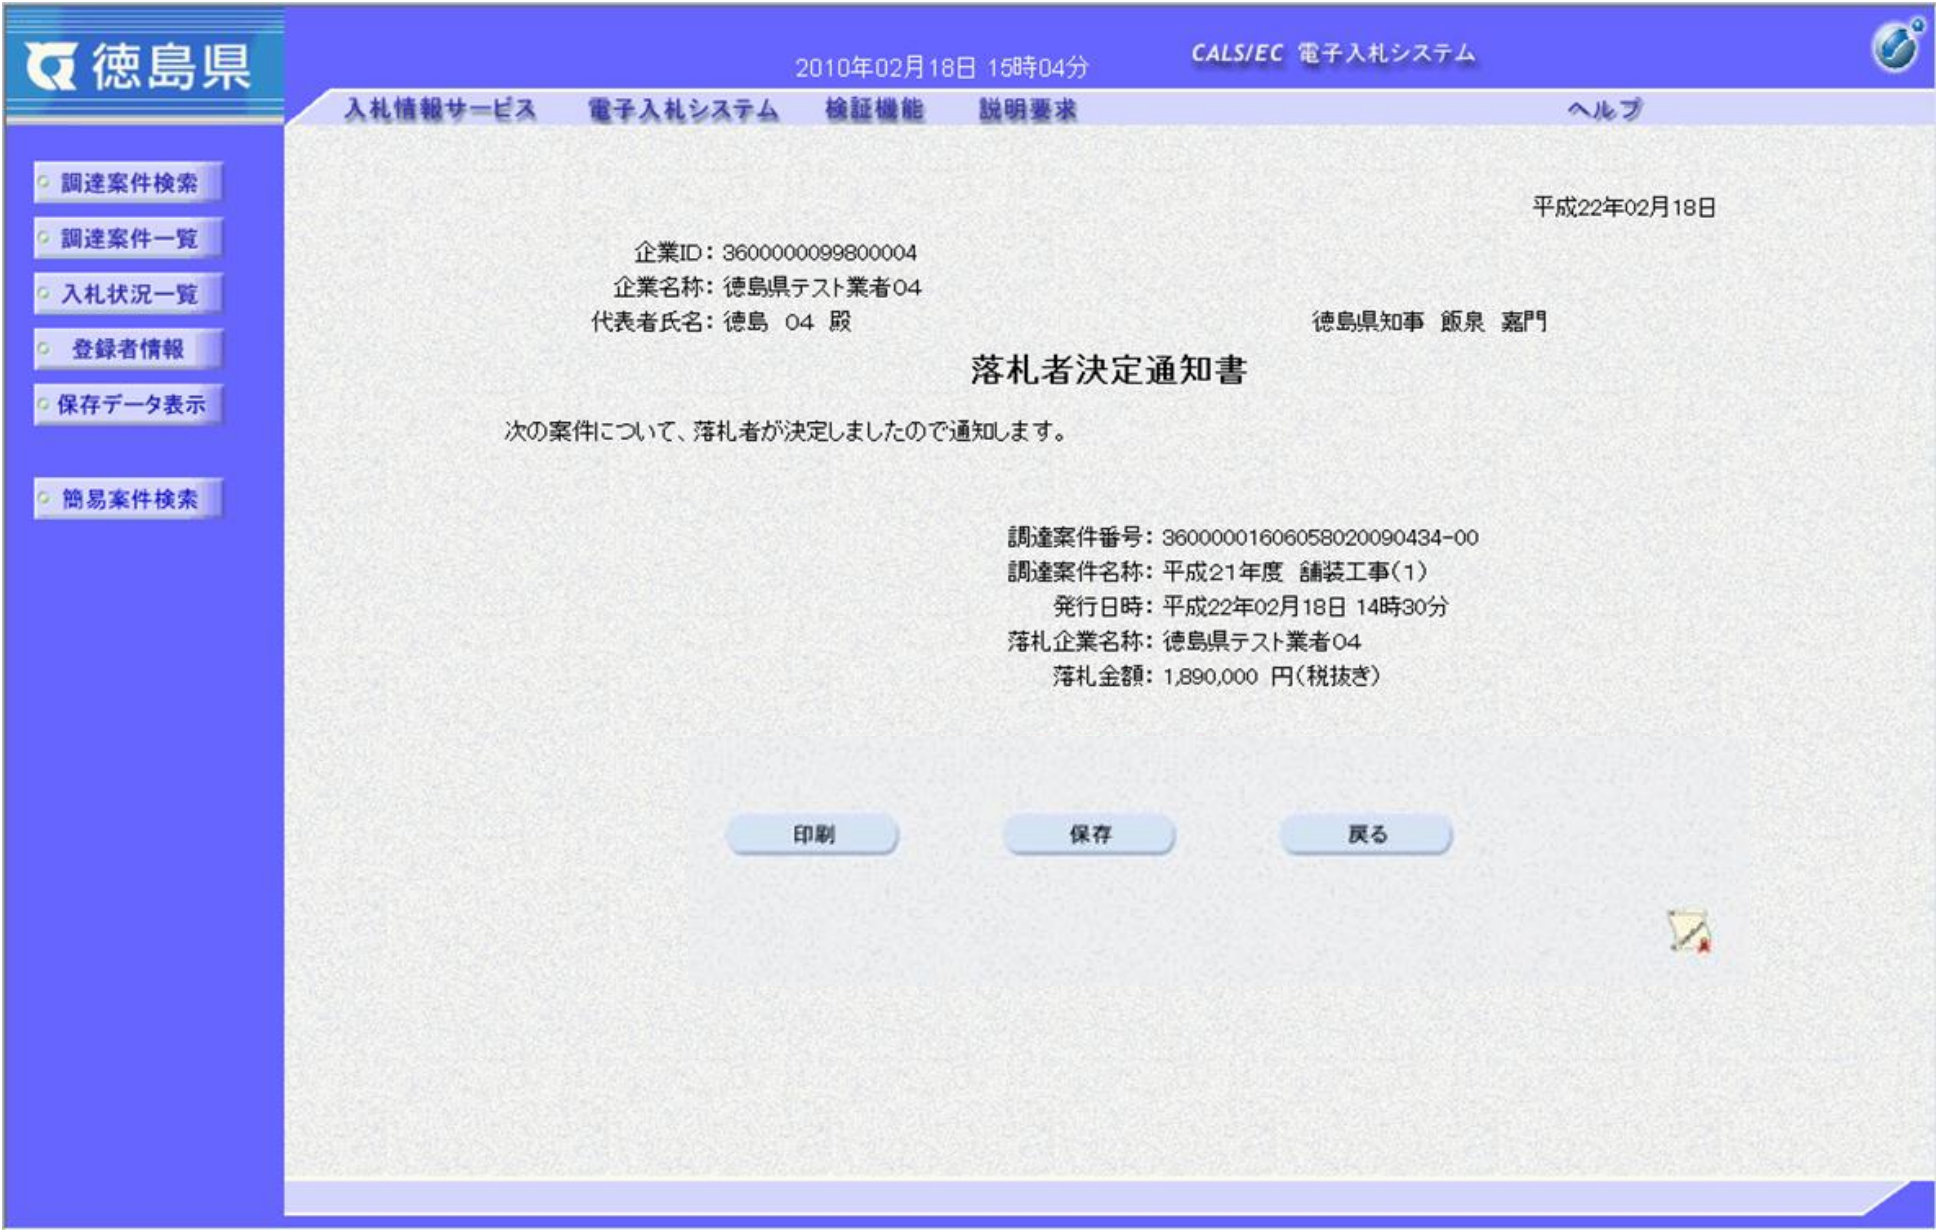 徳島県
2010年02月18日 15時04分
CALS/EC 電子入札システム
入札情報サービス 電子入札システム 検証機能 説明要求 ヘルプ
調達案件検索
調達案件一覧
入札状況一覧
登録者情報
保存データ表示
簡易案件検索
平成22年02月18日
企業ID：3600000099800004
企業名称：徳島県テスト業者04
代表者氏名：徳島 04 殿
徳島県知事 飯泉 嘉門
落札者決定通知書
次の案件について、落札者が決定しましたので通知します。
調達案件番号：36000001606058020090434-00
調達案件名称：平成21年度 舗装工事(1)
発行日時：平成22年02月18日 14時30分
落札企業名称：徳島県テスト業者04
落札金額：1,890,000 円(税抜き)
印刷 保存 戻る